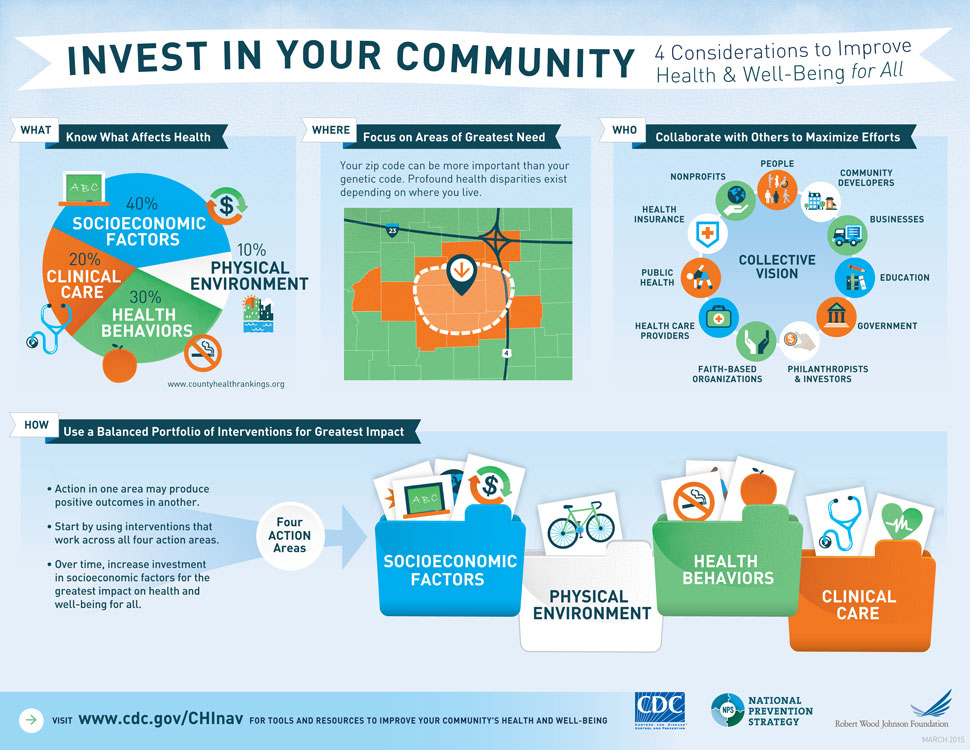 INVEST IN YOUR COMMUNITY
4 Considerations to Improve
Health & Well-Being for All
WHAT
Know What Affects Health
ABC
40%
SOCIOECONOMIC
FACTORS
$
10%
PHYSICAL
ENVIRONMENT
20%
CLINICAL
CARE
30%
HEALTH
BEHAVIORS
www.countyhealthrankings.org
WHERE
Focus on Areas of Greatest Need
Your zip code can be more important than your
genetic code. Profound health disparities exist
depending on where you live.
23
4
WHO
Collaborate with Others to Maximize Efforts
PEOPLE
COMMUNITY
DEVELOPERS
BUSINESSES
EDUCATION
GOVERNMENT
PHILANTHROPISTS
& INVESTORS
$
FAITH-BASED
ORGANIZATIONS
HEALTH CARE
PROVIDERS
PUBLIC
HEALTH
HEALTH
INSURANCE
NONPROFITS
COLLECTIVE
VISION
HOW
Use a Balanced Portfolio of Interventions for Greatest Impact
• Action in one area may produce
positive outcomes in another.
• Start by using interventions that
work across all four action areas.
• Over time, increase investment
in socioeconomic factors for the
greatest impact on health and
well-being for all.
Four
ACTION
Areas
ABC
$
SOCIOECONOMIC
FACTORS
PHYSICAL
ENVIRONMENT
HEALTH
BEHAVIORS
CLINICAL
CARE
VISIT www.cdc.gov/CHInav FOR TOOLS AND RESOURCES TO IMPROVE YOUR COMMUNITY'S HEALTH AND WELL-BEING
CDC
CENTERS FOR DISEASE
CONTROL AND PREVENTION
NPS
NATIONAL
PREVENTION
STRATEGY
Robert Wood Johnson Foundation
MARCH 2015